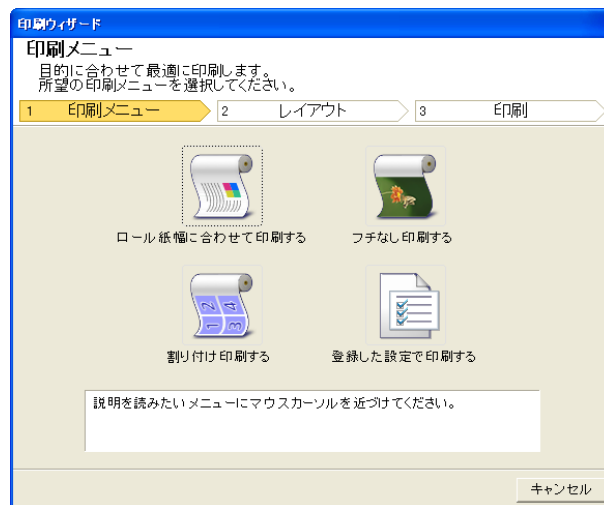 印刷ウィザード
印刷メニュー
目的に合わせて最適に印刷します。
所望の印刷メニューを選択してください。
1 印刷メニュー 2 レイアウト 3 印刷
ロール紙幅に合わせて印刷する フチなし印刷する
1 2 3 4
割り付け印刷する 登録した設定で印刷する
説明を読みたいメニューにマウスカーソルを近づけてください。
キャンセル